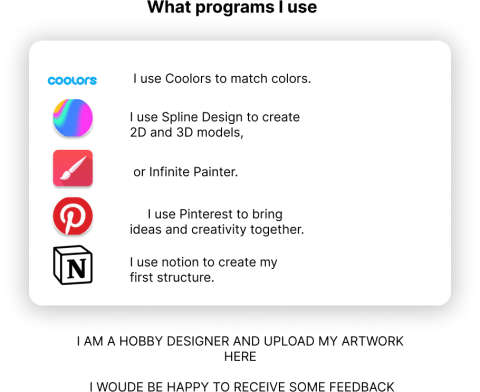 What programs I use
coolors
I use Coolors to match colors.
I use Spline Design to create
2D and 3D models,
or Infinite Painter.
I use Pinterest to bring
ideas and creativity together.
N
I use notion to create my
first structure.
I AM A HOBBY DESIGNER AND UPLOAD MY ARTWORK
HERE
I WOUDE BE HAPPY TO RECEIVE SOME FEEDBACK